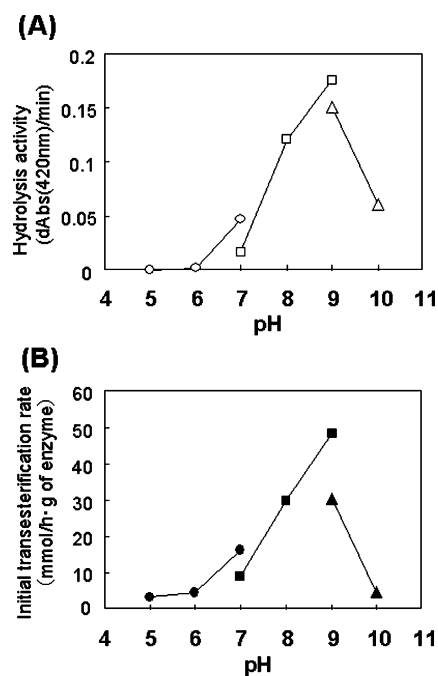 (A)
Hydrolysis activity
(dAbs(420nm)/min)
0.2
0.15
0.1
0.05
0
4 5 6 7 8 9 10 11
pH
(B)
Initial transesterification rate
(mmol/h· g of enzyme)
60
50
40
30
20
10
0
4 5 6 7 8 9 10 11
pH